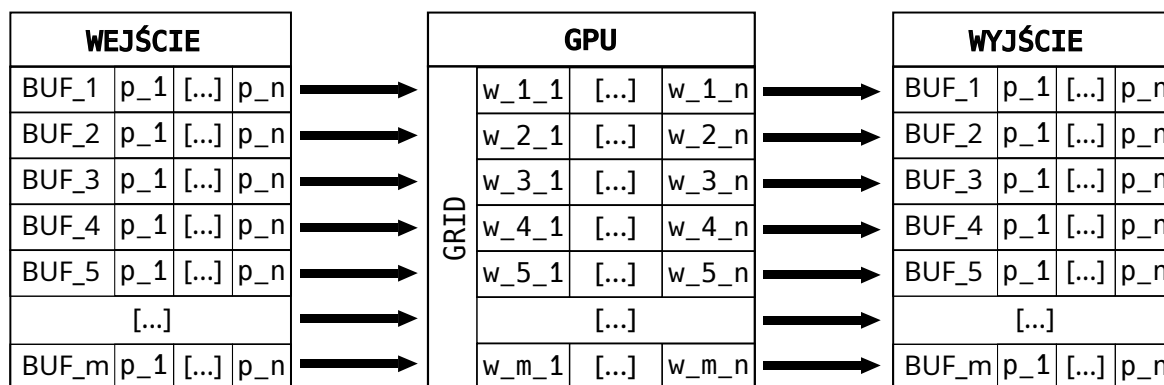 WEJŚCIE GPU WYJŚCIE
BUF_1 p_1 [...] p_n w_1_1 [...] w_1_n BUF_1 p_1 [...] p_n
BUF_2 p_1 [...] p_n w_2_1 [...] w_2_n BUF_2 p_1 [...] p_n
BUF_3 p_1 [...] p_n w_3_1 [...] w_3_n BUF_3 p_1 [...] p_n
GRID
BUF_4 p_1 [...] p_n w_4_1 [...] w_4_n BUF_4 p_1 [...] p_n
BUF_5 p_1 [...] p_n w_5_1 [...] w_5_n BUF_5 p_1 [...] p_n
[...] [...] [...]
BUF_m p_1 [...] p_n w_m_1 [...] w_m_n BUF_m p_1 [...] p_n